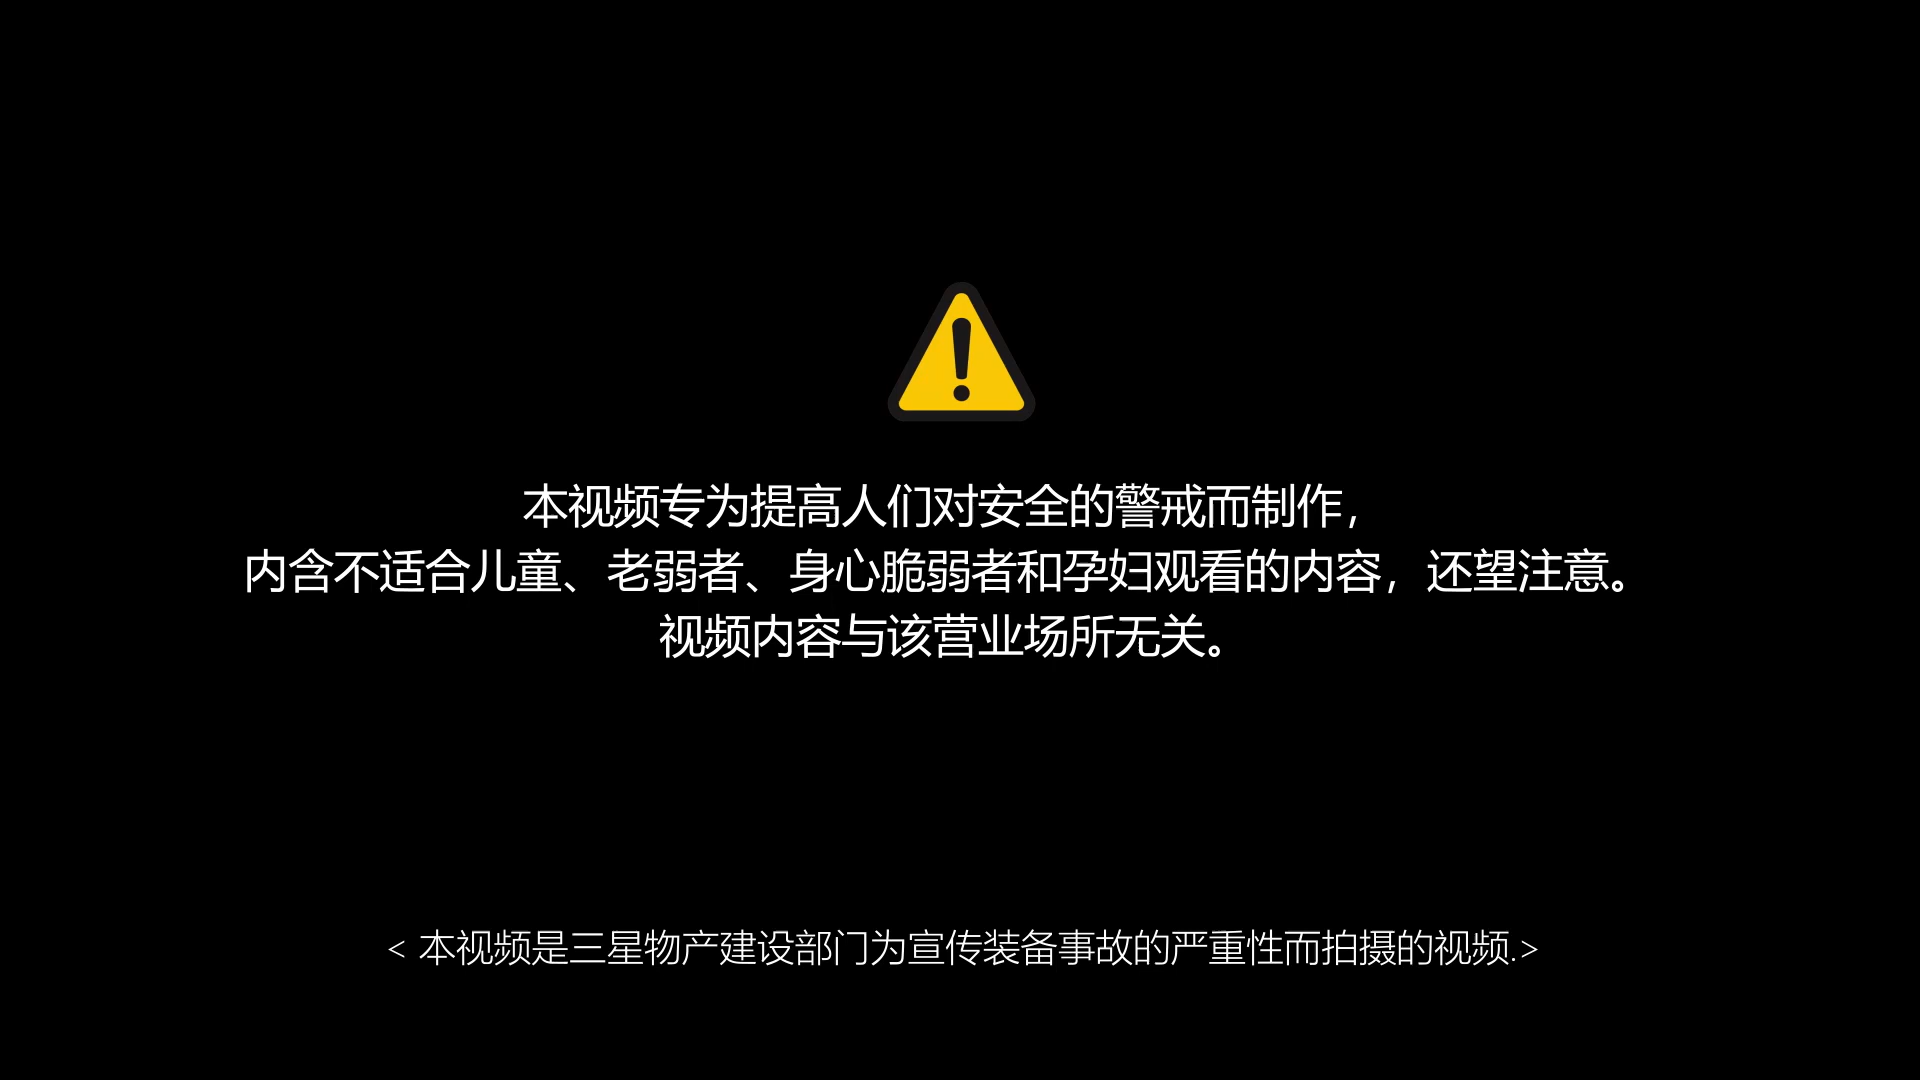 本视频专为提高人们对安全的警戒而制作，
内含不适合儿童、老弱者、身心脆弱者和孕妇观看的内容，还望注意。
视频内容与该营业场所无关。
< 本视频是三星物产建设部门为宣传装备事故的严重性而拍摄的视频.>